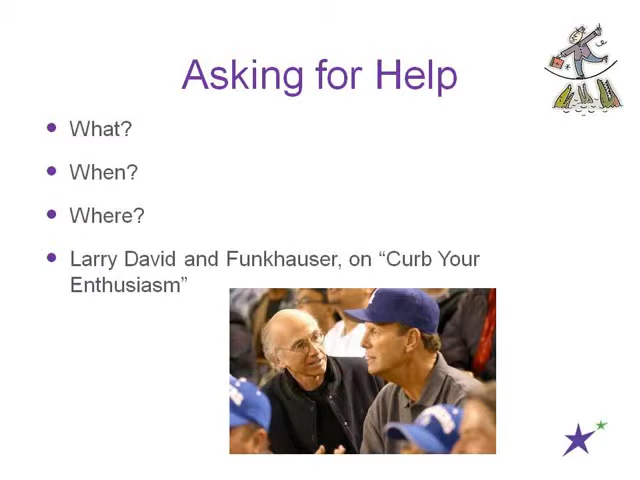 Asking for Help
What?
When?
Where?
Larry David and Funkhauser, on “Curb Your
Enthusiasm”